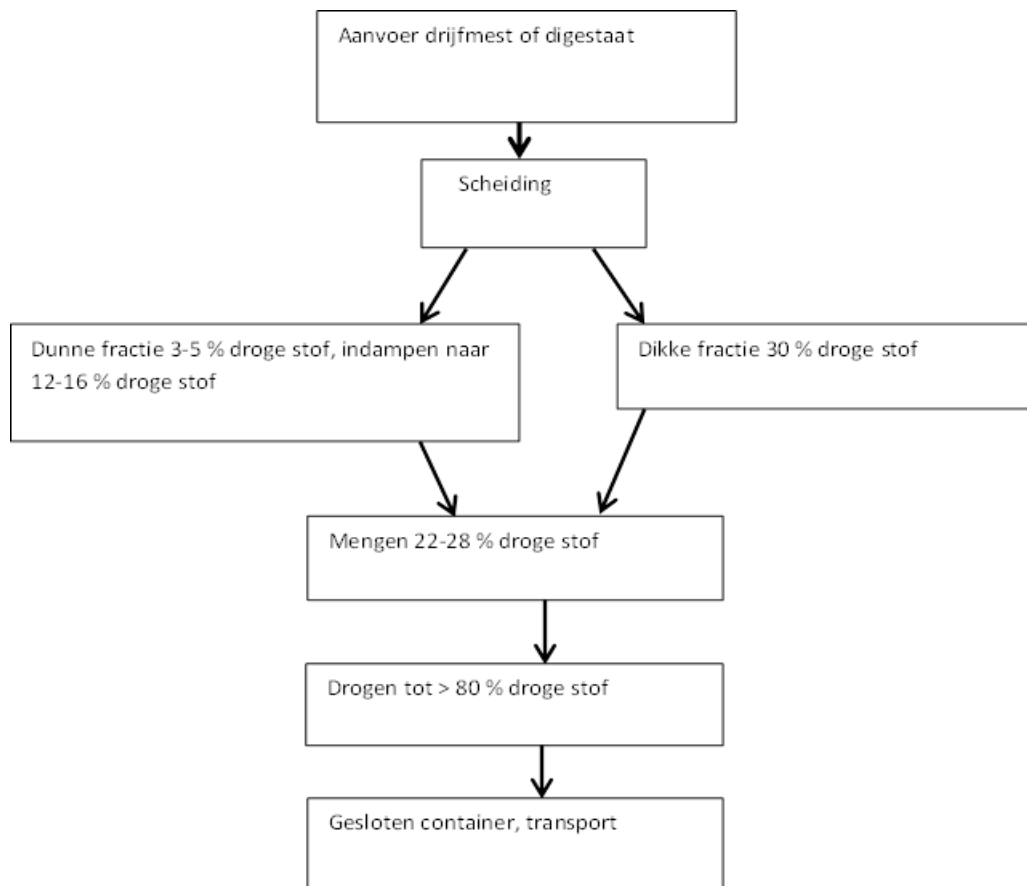 Aanvoer drijfmest of digestaat
Scheiding
Dunne fractie 3-5 % droge stof, indampen naar
12-16 % droge stof
Dikke fractie 30 % droge stof
Mengen 22-28 % droge stof
Drogen tot > 80 % droge stof
Gesloten container, transport